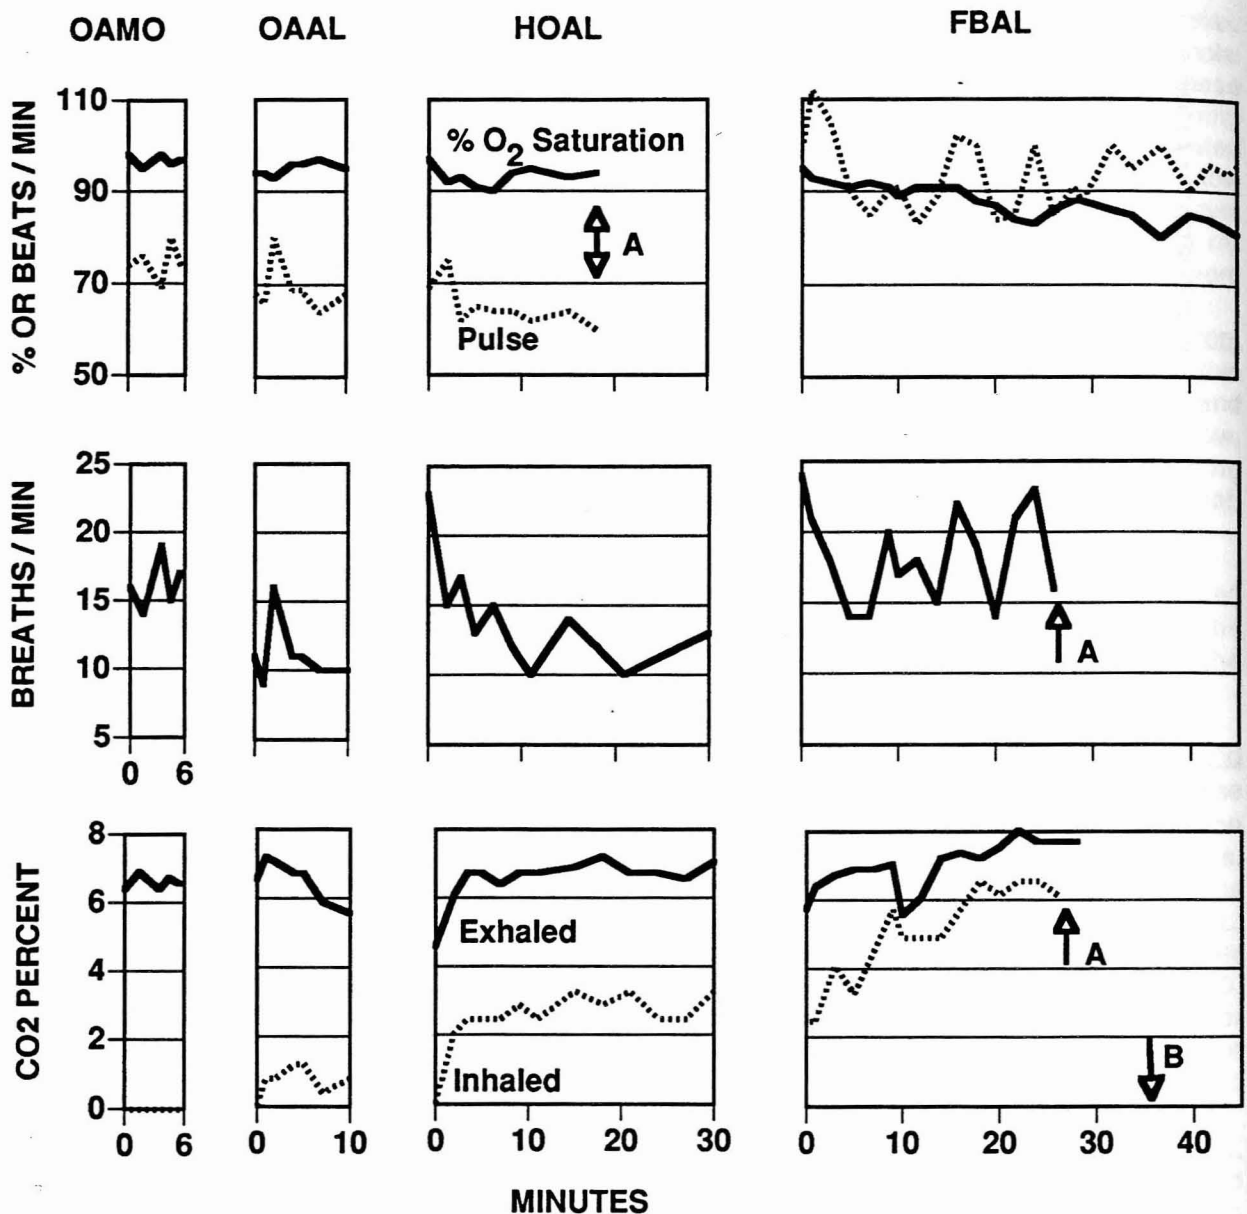 OAMO OAAL HOAL FBAL
% OR BEATS / MIN
110
90
70
50
% O2 Saturation
A
Pulse
BREATHS / MIN
25
20
15
10
5
0 6
A
CO2 PERCENT
8
6
4
2
0
Exhaled
Inhaled
A
B
0 6 0 10 0 10 20 30 0 10 20 30 40
MINUTES